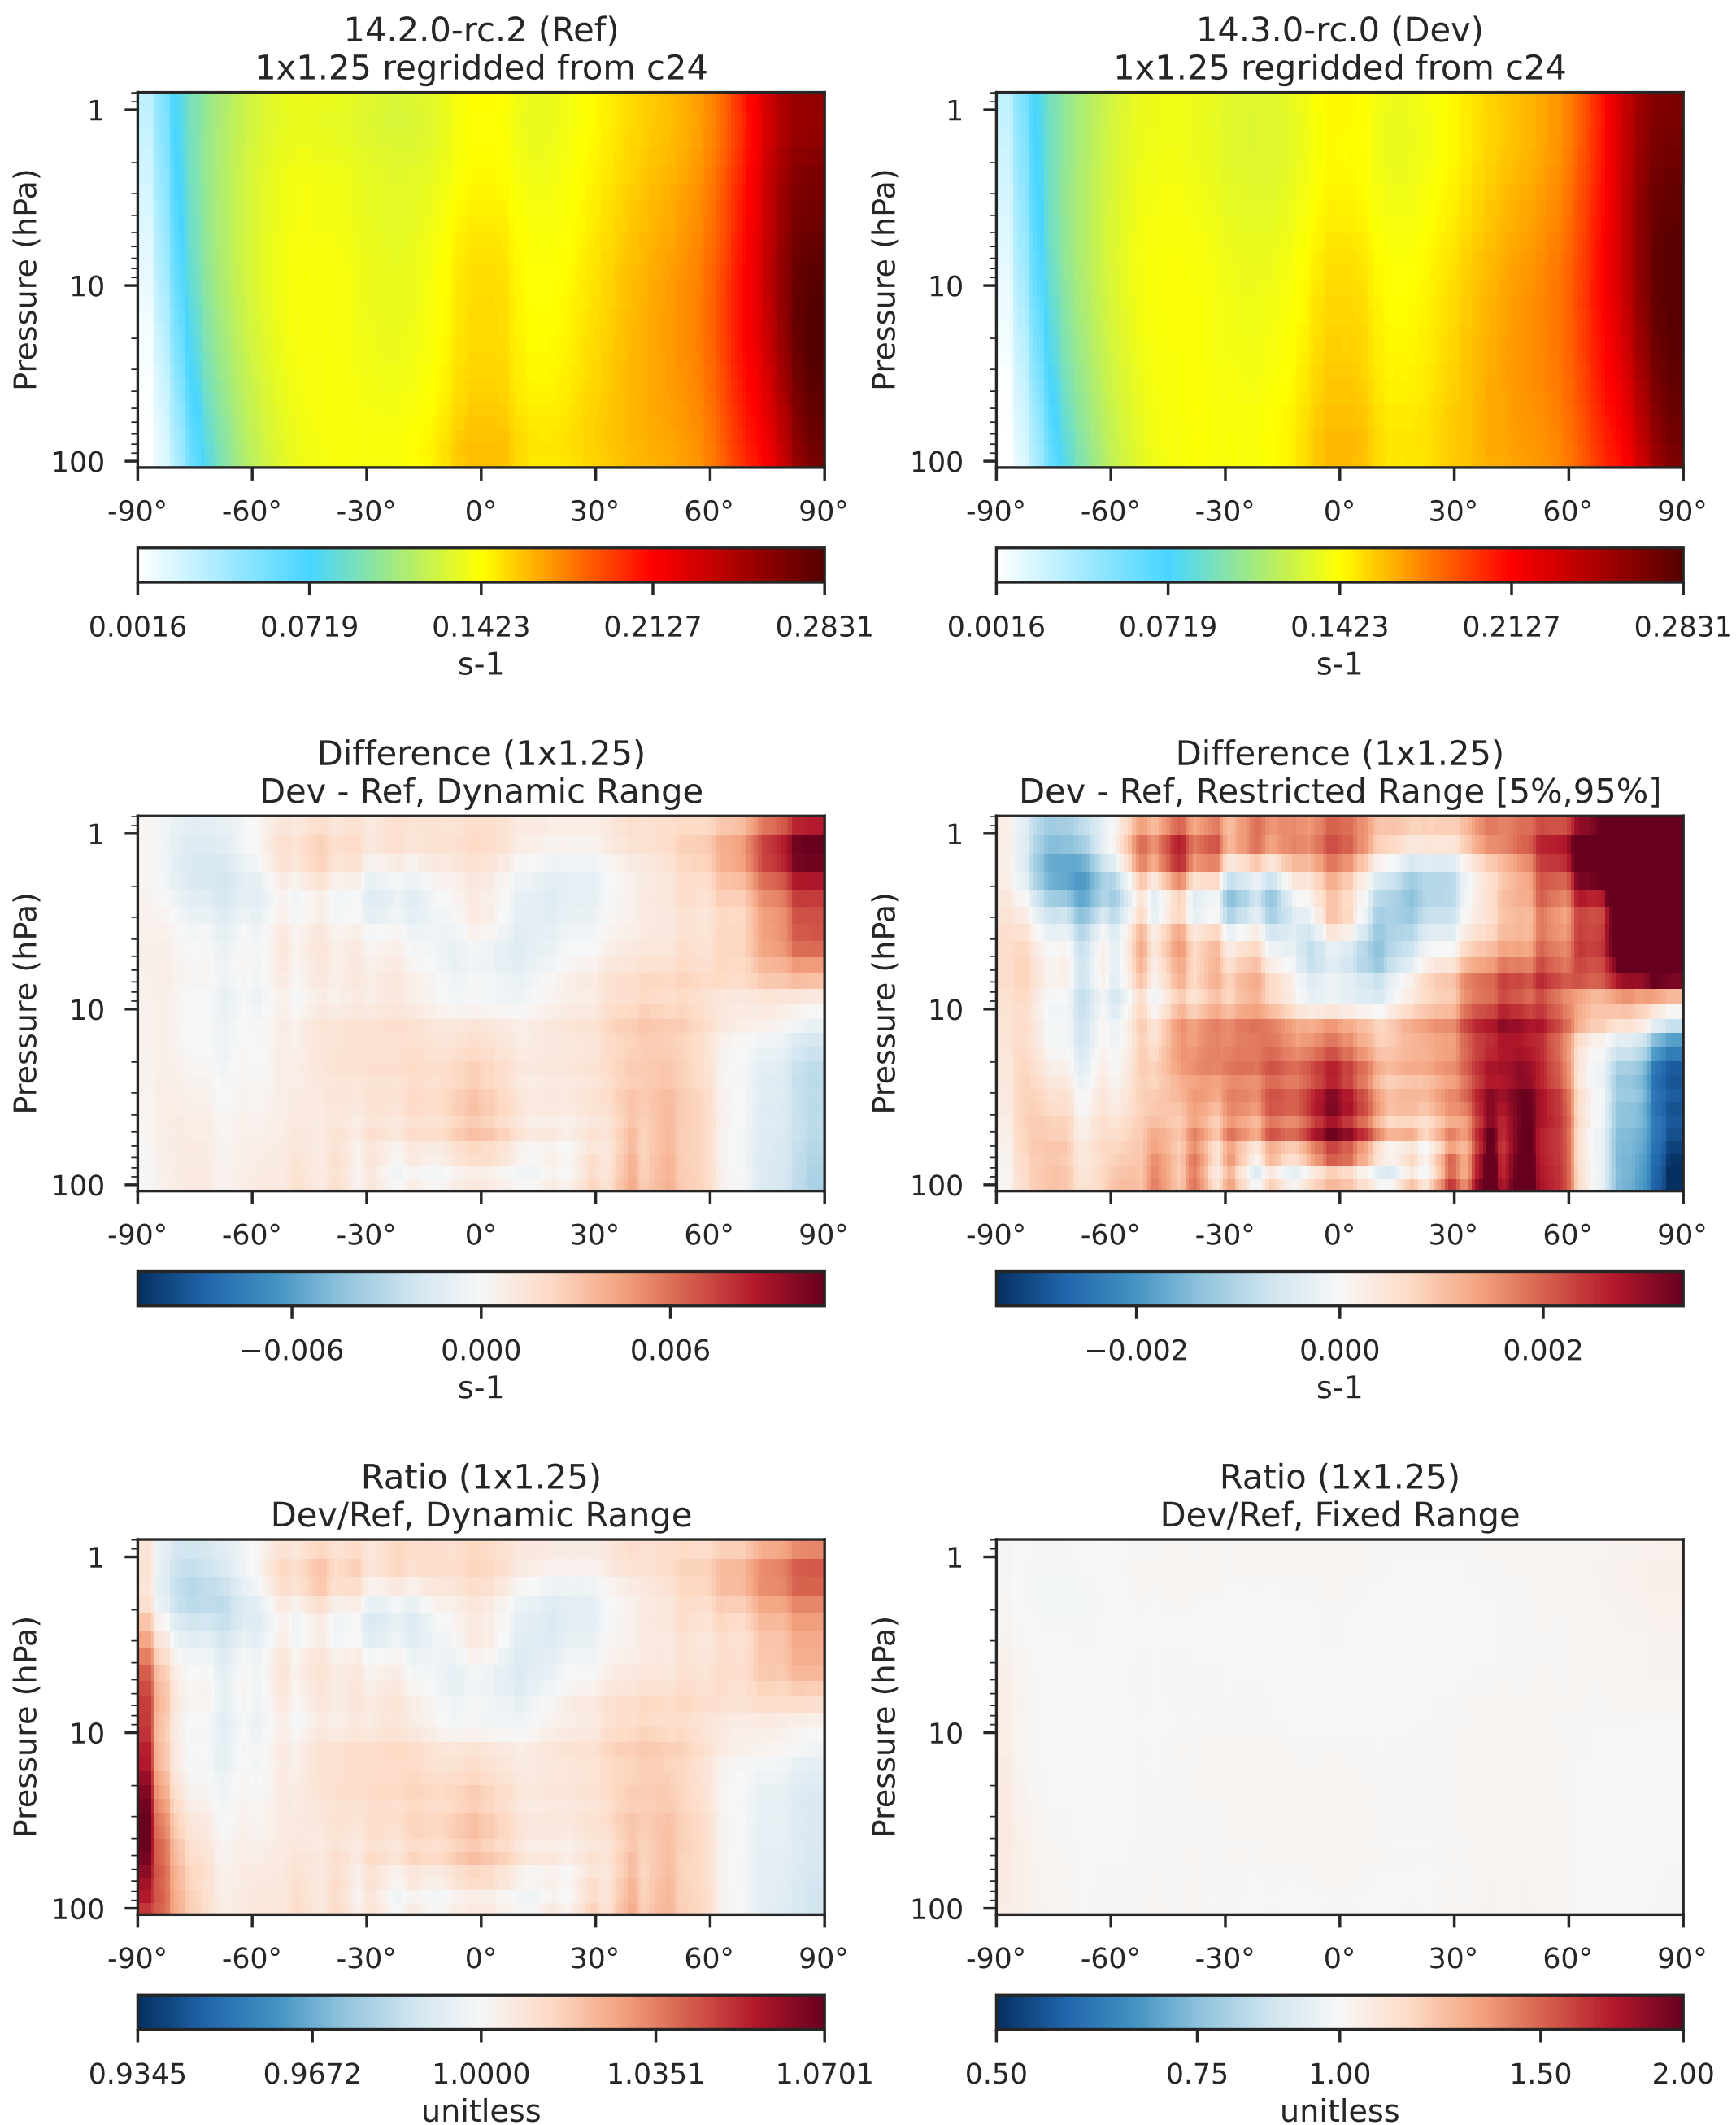 14.2.0-rc.2 (Ref)
1x1.25 regridded from c24
Pressure (hPa)
1
10
100
-90° -60° -30° 0° 30° 60° 90°
0.0016 0.0719 0.1423 0.2127 0.2831
s-1
14.3.0-rc.0 (Dev)
1x1.25 regridded from c24
Pressure (hPa)
1
10
100
-90° -60° -30° 0° 30° 60° 90°
0.0016 0.0719 0.1423 0.2127 0.2831
s-1
Difference (1x1.25)
Dev - Ref, Dynamic Range
Pressure (hPa)
1
10
100
-90° -60° -30° 0° 30° 60° 90°
−0.006 0.000 0.006
s-1
Difference (1x1.25)
Dev - Ref, Restricted Range [5%,95%]
Pressure (hPa)
1
10
100
-90° -60° -30° 0° 30° 60° 90°
−0.002 0.000 0.002
s-1
Ratio (1x1.25)
Dev/Ref, Dynamic Range
Pressure (hPa)
1
10
100
-90° -60° -30° 0° 30° 60° 90°
0.9345 0.9672 1.0000 1.0351 1.0701
unitless
Ratio (1x1.25)
Dev/Ref, Fixed Range
Pressure (hPa)
1
10
100
-90° -60° -30° 0° 30° 60° 90°
0.50 0.75 1.00 1.50 2.00
unitless